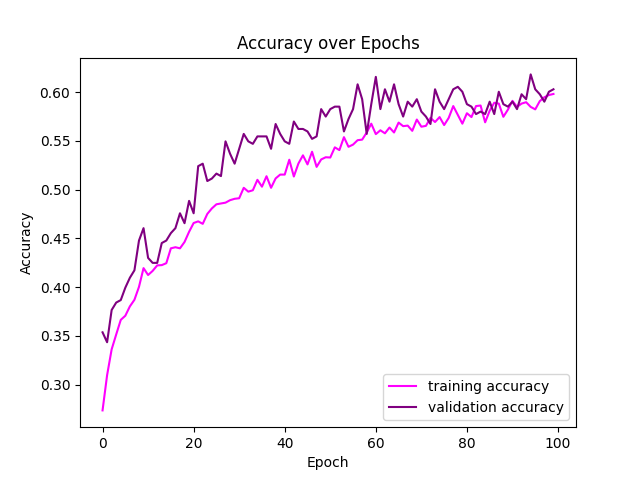 Accuracy over Epochs
0.60
0.55
0.50
0.45
0.40
0.35
0.30
Accuracy
training accuracy
validation accuracy
0 20 40 60 80 100
Epoch